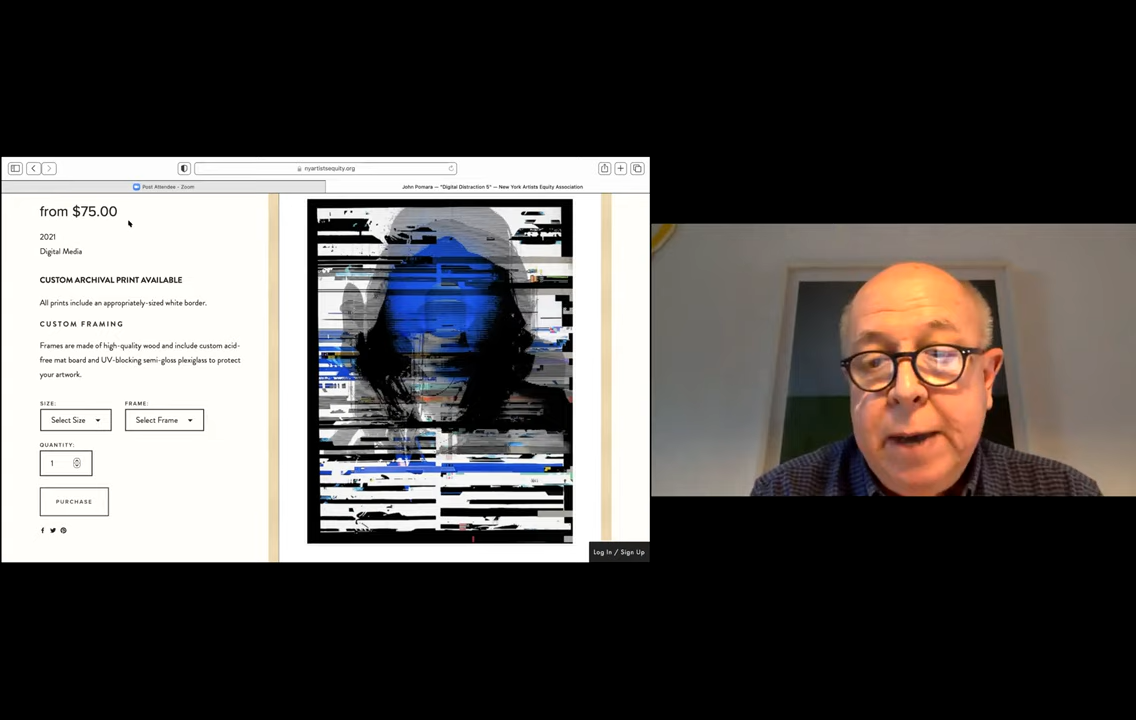 nyartistsequity.org
Post Attendee - Zoom
John Pomara — "Digital Distraction 5" — New York Artists Equity Association
from $75.00
2021
Digital Media
CUSTOM ARCHIVAL PRINT AVAILABLE
All prints include an appropriately-sized white border.
CUSTOM FRAMING
Frames are made of high-quality wood and include custom acid-
free mat board and UV-blocking semi-gloss plexiglass to protect
your artwork.
SIZE:
FRAME:
Select Size
Select Frame
QUANTITY:
1
PURCHASE
Log In / Sign Up